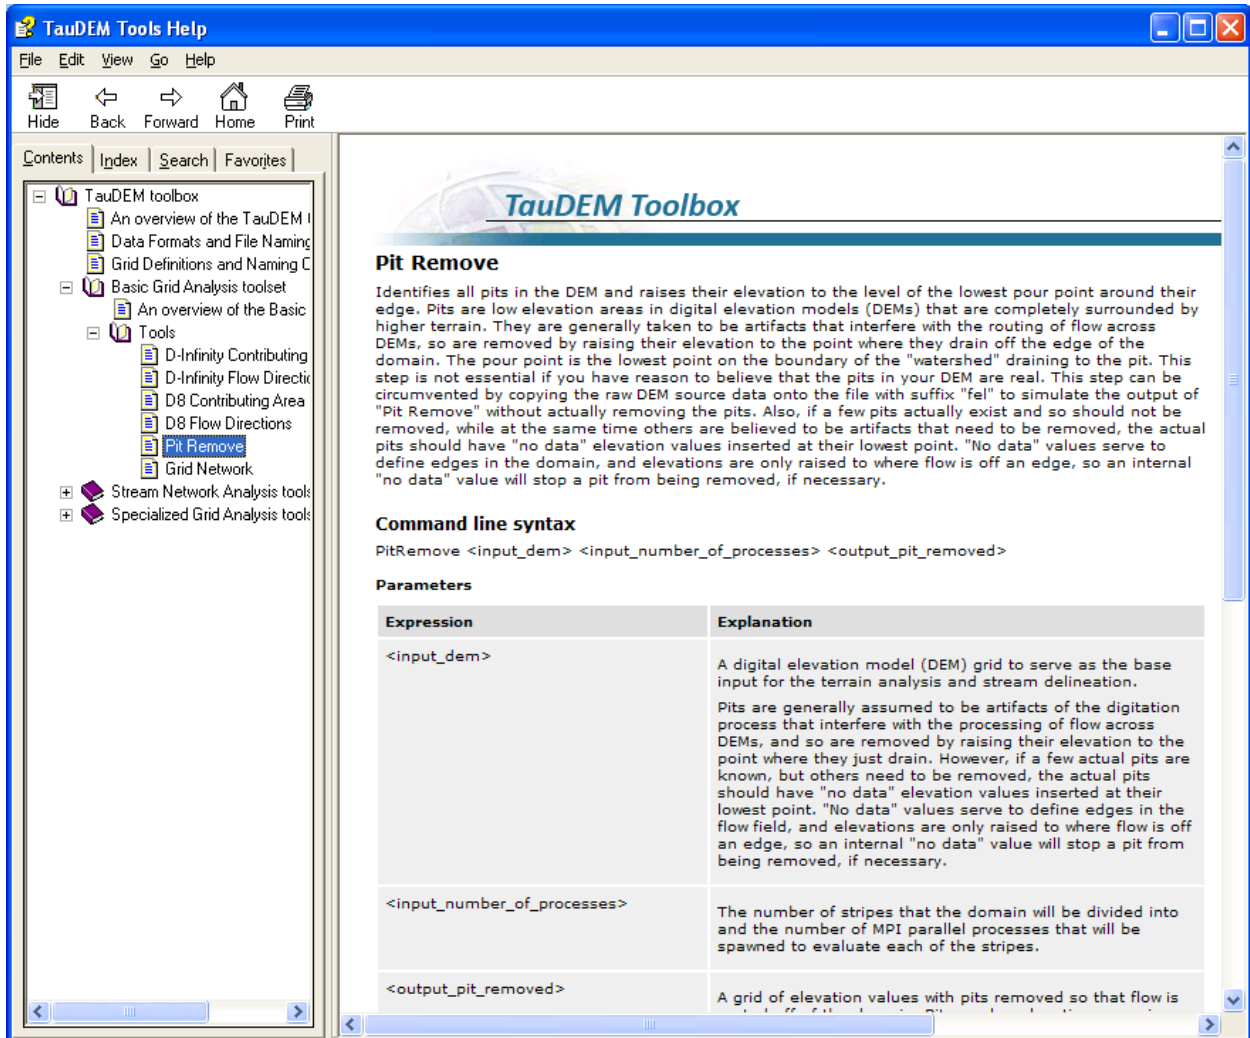 TauDEM Tools Help
File Edit View Go Help
Hide Back Forward Home Print
Contents Index Search Favorites
TauDEM toolbox
An overview of the TauDEM
Data Formats and File Naming
Grid Definitions and Naming C
Basic Grid Analysis toolset
An overview of the Basic
Tools
D-Infinity Contributing
D-Infinity Flow Directic
D8 Contributing Area
D8 Flow Directions
Pit Remove
Grid Network
Stream Network Analysis tools
Specialized Grid Analysis tools
TauDEM Toolbox
Pit Remove
Identifies all pits in the DEM and raises their elevation to the level of the lowest pour point around their
edge. Pits are low elevation areas in digital elevation models (DEMs) that are completely surrounded by
higher terrain. They are generally taken to be artifacts that interfere with the routing of flow across
DEMs, so are removed by raising their elevation to the point where they drain off the edge of the
domain. The pour point is the lowest point on the boundary of the "watershed" draining to the pit. This
step is not essential if you have reason to believe that the pits in your DEM are real. This step can be
circumvented by copying the raw DEM source data onto the file with suffix "fel" to simulate the output of
"Pit Remove" without actually removing the pits. Also, if a few pits actually exist and so should not be
removed, while at the same time others are believed to be artifacts that need to be removed, the actual
pits should have "no data" elevation values inserted at their lowest point. "No data" values serve to
define edges in the domain, and elevations are only raised to where flow is off an edge, so an internal
"no data" value will stop a pit from being removed, if necessary.
Command line syntax
PitRemove <input_dem> <input_number_of_processes> <output_pit_removed>
Parameters
Expression Explanation
<input_dem>
A digital elevation model (DEM) grid to serve as the base
input for the terrain analysis and stream delineation.
Pits are generally assumed to be artifacts of the digitation
process that interfere with the processing of flow across
DEMs, and so are removed by raising their elevation to the
point where they just drain. However, if a few actual pits are
known, but others need to be removed, the actual pits
should have "no data" elevation values inserted at their
lowest point. "No data" values serve to define edges in the
flow field, and elevations are only raised to where flow is off
an edge, so an internal "no data" value will stop a pit from
being removed, if necessary.
<input_number_of_processes>
The number of stripes that the domain will be divided into
and the number of MPI parallel processes that will be
spawned to evaluate each of the stripes.
<output_pit_removed>
A grid of elevation values with pits removed so that flow is